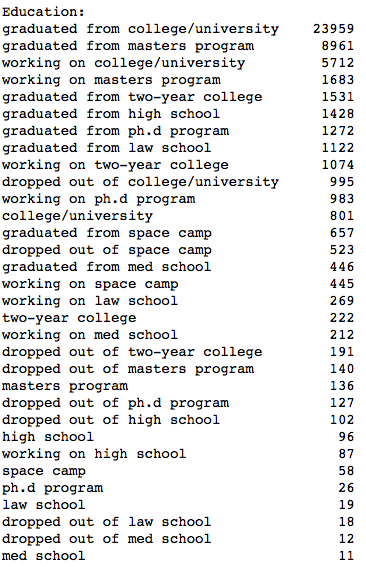 Education:
graduated from college/university 23959
graduated from masters program 8961
working on college/university 5712
working on masters program 1683
graduated from two-year college 1531
graduated from high school 1428
graduated from ph.d program 1272
graduated from law school 1122
working on two-year college 1074
dropped out of college/university 995
working on ph.d program 983
college/university 801
graduated from space camp 657
dropped out of space camp 523
graduated from med school 446
working on space camp 445
working on law school 269
two-year college 222
working on med school 212
dropped out of two-year college 191
dropped out of masters program 140
masters program 136
dropped out of ph.d program 127
dropped out of high school 102
high school 96
working on high school 87
space camp 58
ph.d program 26
law school 19
dropped out of law school 18
dropped out of med school 12
med school 11